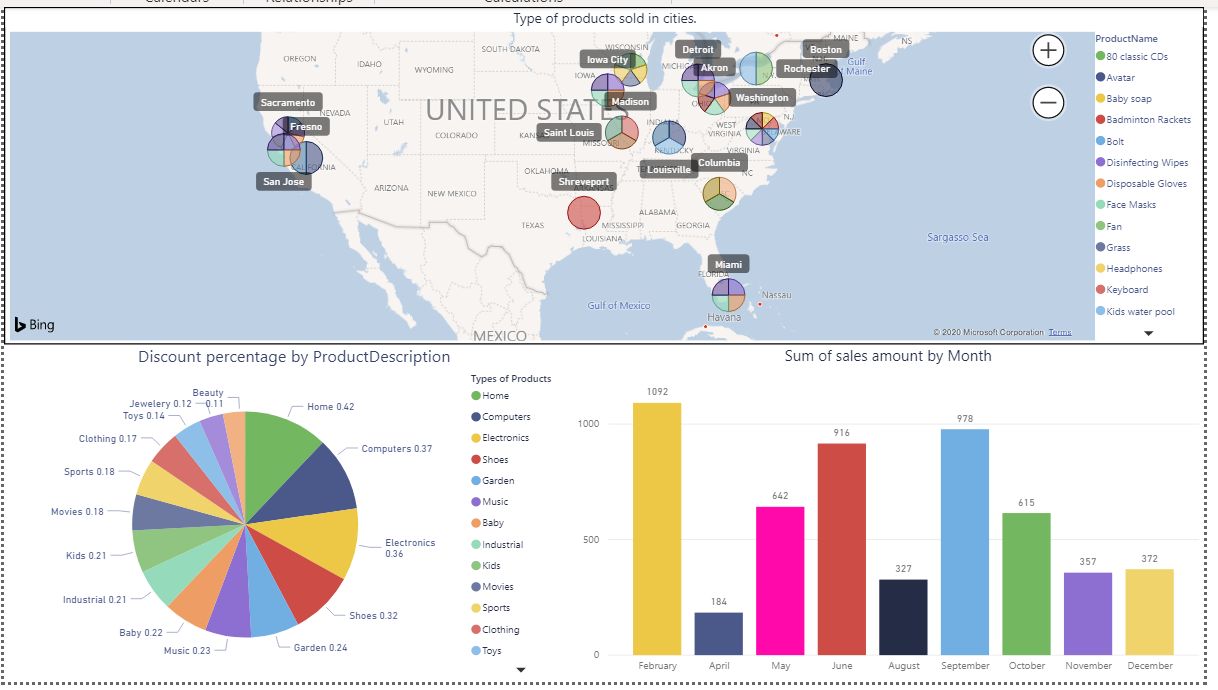 Calendars Relationships Calculations
Type of products sold in cities.
UNITED STATES
MEXICO
OREGON
IDAHO
WYOMING
SOUTH DAKOTA
WISCONSIN
IOWA
NEVADA
UTAH
COLORADO
ARIZONA
NEW MEXICO
OKLAHOMA
TEXAS
LOUISIANA
MISSISSIPPI
ALABAMA
GEORGIA
KENTUCKY
WEST
VIRGINIA
VIRGINIA
NC
NJ
MAINE
NS
Iowa City
Detroit
Boston
Akron
Rochester
Madison
Washington
Sacramento
Fresno
San Jose
Saint Louis
Louisville
Columbia
Shreveport
Miami
Nassau
Havana
Gulf of Mexico
Sargasso Sea
Bing
© 2020 Microsoft Corporation Terms
ProductName
80 classic CDs
Avatar
Baby soap
Badminton Rackets
Bolt
Disinfecting Wipes
Disposable Gloves
Face Masks
Fan
Grass
Headphones
Keyboard
Kids water pool
Discount percentage by ProductDescription
Beauty
0.11
Jewelery 0.12
Toys 0.14
Clothing 0.17
Sports 0.18
Movies 0.18
Kids 0.21
Industrial 0.21
Baby 0.22
Music 0.23
Garden 0.24
Shoes 0.32
Electronics
0.36
Computers 0.37
Home 0.42
Types of Products
Home
Computers
Electronics
Shoes
Garden
Music
Baby
Industrial
Kids
Movies
Sports
Clothing
Toys
Sum of sales amount by Month
1000
500
0
1092
184
642
916
327
978
615
357
372
February April May June August September October November December